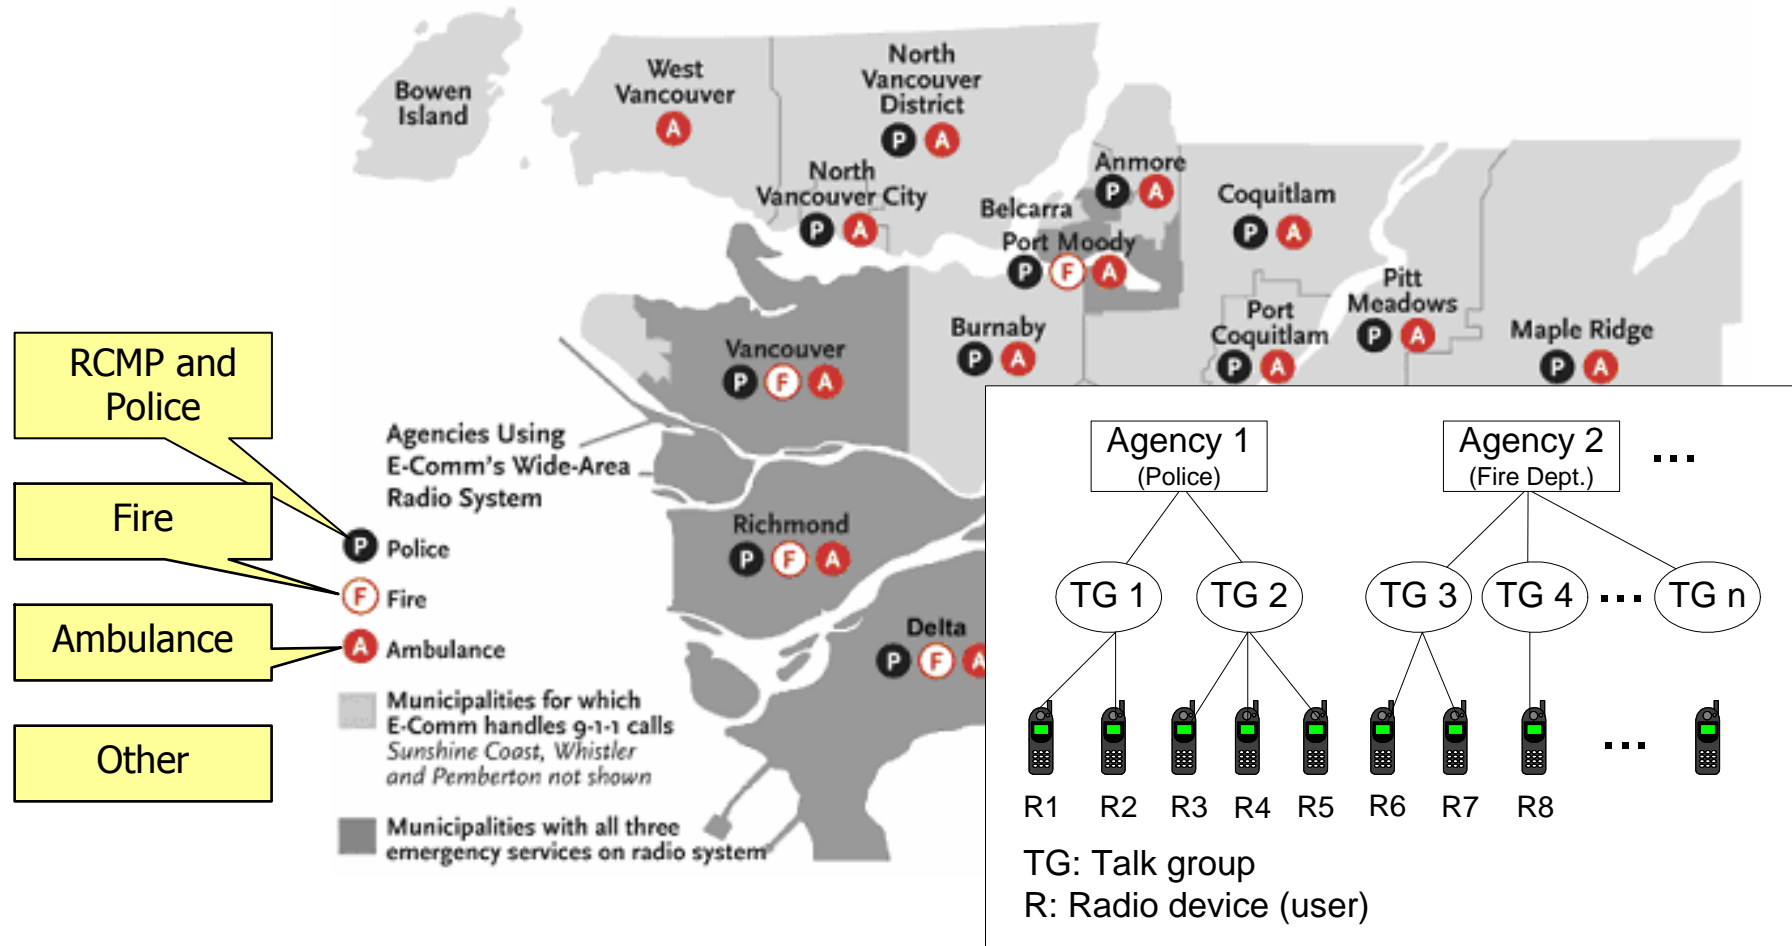 Bowen
Island
West
Vancouver
A
North
Vancouver
District
P A
North
Vancouver City
P A
Anmore
P A
Belcarra
Port Moody
P F A
Coquitlam
P A
Pitt
Meadows
P A
Port
Coquitlam
P A
Maple Ridge
P A
Burnaby
P A
Vancouver
P F A
Richmond
P F A
Delta
P F A
RCMP and
Police
Fire
Ambulance
Other
Agencies Using
E-Comm's Wide-Area
Radio System
P Police
F Fire
A Ambulance
Municipalities for which
E-Comm handles 9-1-1 calls
Sunshine Coast, Whistler
and Pemberton not shown
Municipalities with all three
emergency services on radio system
Agency 1
(Police)
Agency 2
(Fire Dept.)
...
TG 1
TG 2
TG 3
TG 4
...
TG n
...
R1
R2
R3
R4
R5
R6
R7
R8
TG: Talk group
R: Radio device (user)